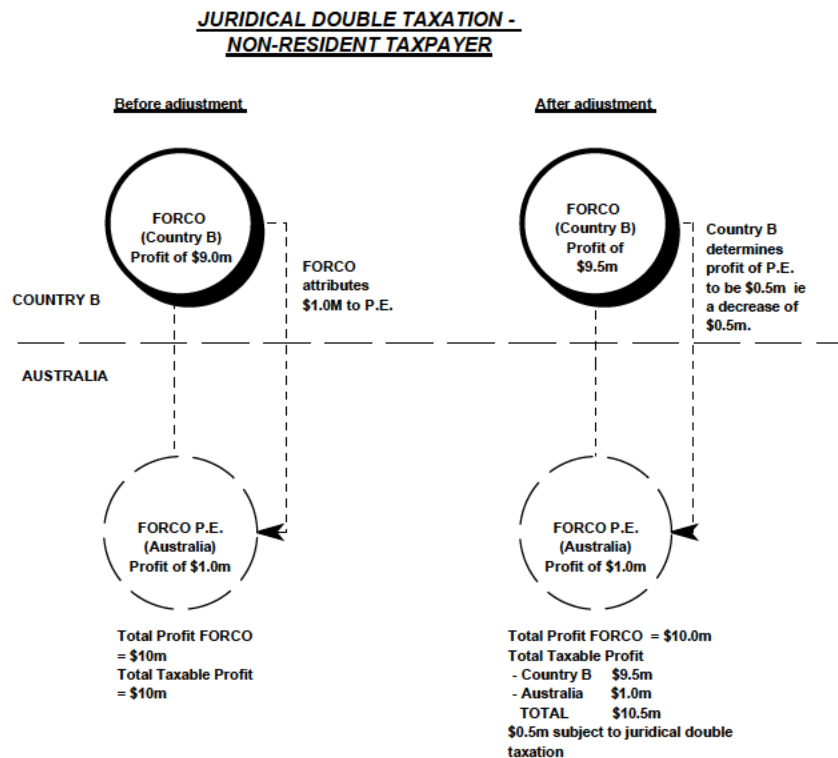 JURIDICAL DOUBLE TAXATION -
NON-RESIDENT TAXPAYER
Before adjustment
FORCO
(Country B)
Profit of $9.0m
FORCO
attributes
$1.0M to P.E.
COUNTRY B
AUSTRALIA
FORCO P.E.
(Australia)
Profit of $1.0m
Total Profit FORCO
= $10m
Total Taxable Profit
= $10m
After adjustment
FORCO
(Country B)
Profit of
$9.5m
Country B
determines
profit of P.E.
to be $0.5m ie
a decrease of
$0.5m.
FORCO P.E.
(Australia)
Profit of $1.0m
Total Profit FORCO = $10.0m
Total Taxable Profit
- Country B $9.5m
- Australia $1.0m
TOTAL $10.5m
$0.5m subject to juridical double
taxation